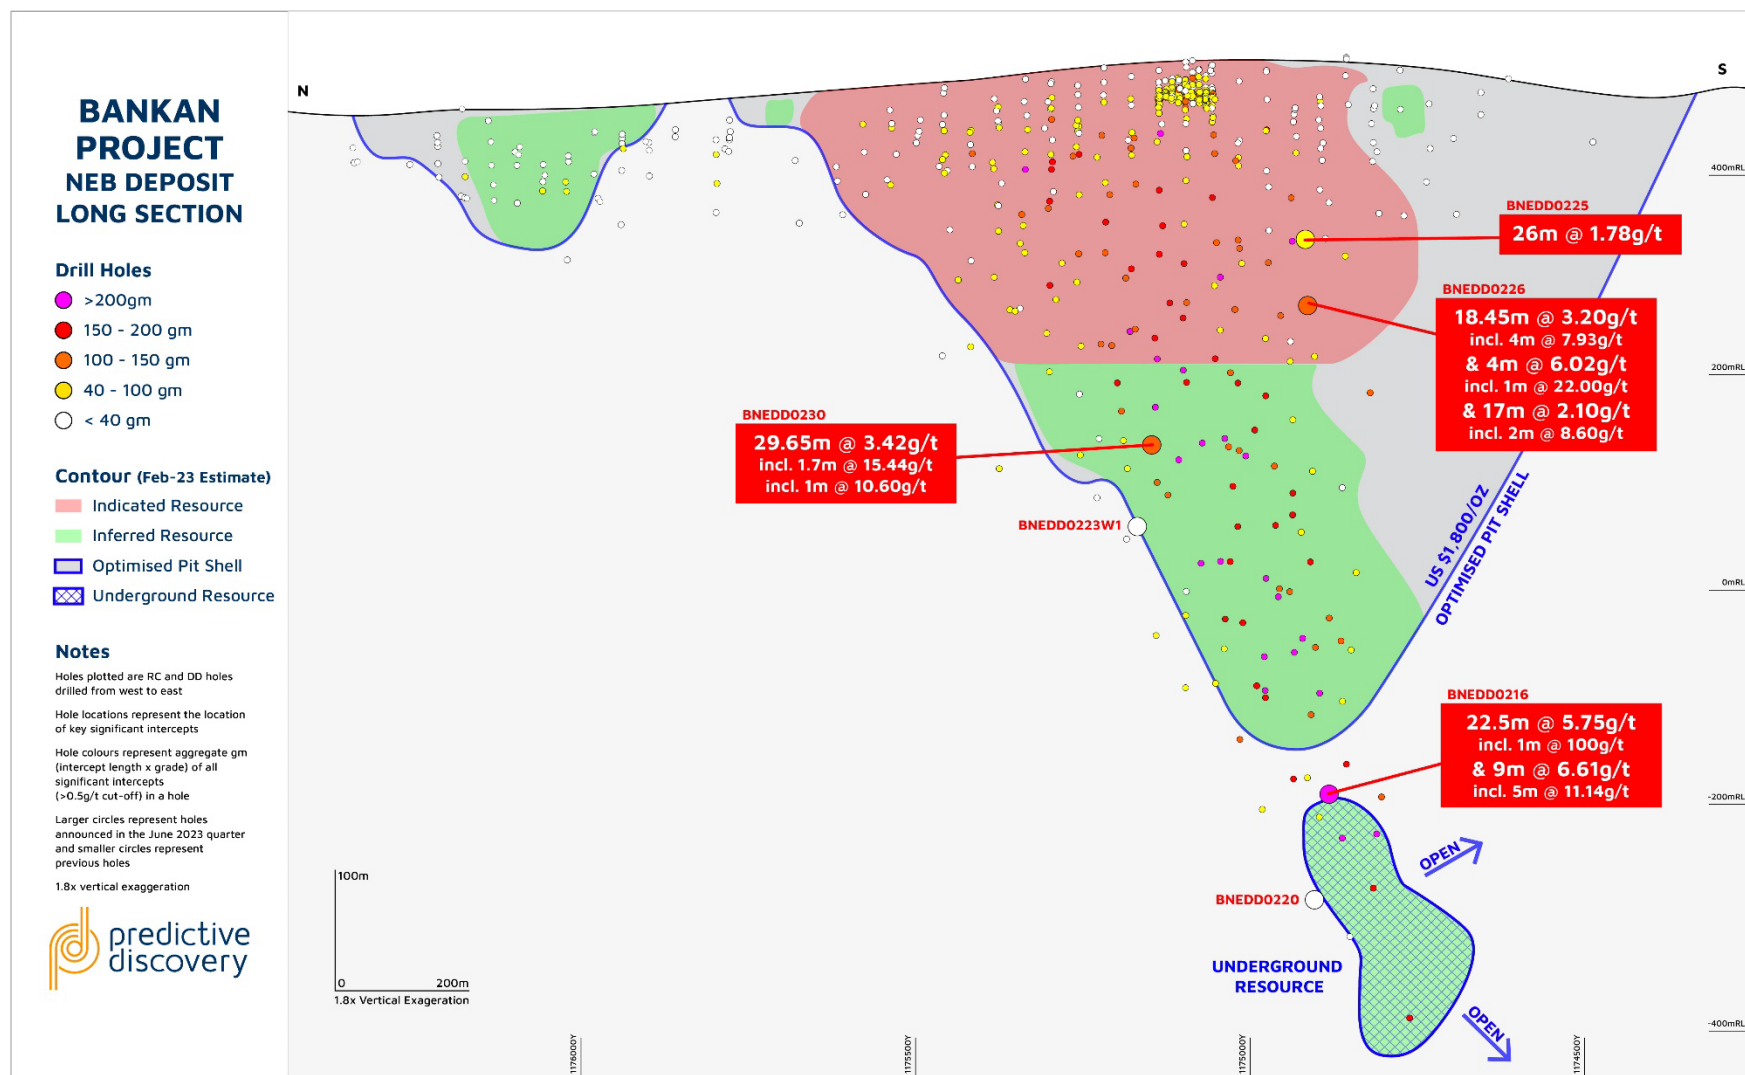 BANKAN
PROJECT
NEB DEPOSIT
LONG SECTION
Drill Holes
>200gm
150 - 200 gm
100 - 150 gm
40 - 100 gm
< 40 gm
Contour (Feb-23 Estimate)
Indicated Resource
Inferred Resource
Optimised Pit Shell
Underground Resource
Notes
Holes plotted are RC and DD holes
drilled from west to east
Hole locations represent the location
of key significant intercepts
Hole colours represent aggregate gm
(intercept length x grade) of all
significant intercepts
(>0.5g/t cut-off) in a hole
Larger circles represent holes
announced in the June 2023 quarter
and smaller circles represent
previous holes
1.8x vertical exaggeration
predictive
discovery
N
S
400mRL
200mRL
0mRL
-200mRL
-400mRL
BNEDD0225
26m @ 1.78g/t
BNEDD0226
18.45m @ 3.20g/t
incl. 4m @ 7.93g/t
& 4m @ 6.02g/t
incl. 1m @ 22.00g/t
& 17m @ 2.10g/t
incl. 2m @ 8.60g/t
BNEDD0230
29.65m @ 3.42g/t
incl. 1.7m @ 15.44g/t
incl. 1m @ 10.60g/t
BNEDD0223W1
US $1,800/OZ
OPTIMISED PIT SHELL
BNEDD0216
22.5m @ 5.75g/t
incl. 1m @ 100g/t
& 9m @ 6.61g/t
incl. 5m @ 11.14g/t
OPEN
BNEDD0220
UNDERGROUND
RESOURCE
OPEN
100m
0
200m
1.8x Vertical Exageration
1176000Y
1175500Y
1175000Y
1174500Y